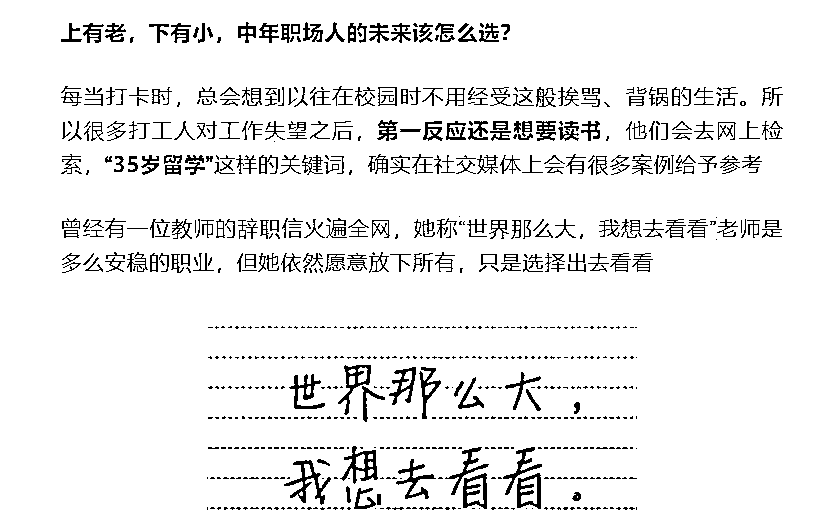 上有老，下有小，中年职场人的未来该怎么选？
每当打卡时，总会想到以往在校园时不用经受这般挨骂、背锅的生活。所
以很多打工人对工作失望之后，第一反应还是想要读书，他们会去网上检
索，“35岁留学”这样的关键词，确实在社交媒体上会有很多案例给予参考
曾经有一位教师的辞职信火遍全网，她称“世界那么大，我想去看看”老师是
多么安稳的职业，但她依然愿意放下所有，只是选择出去看看
世界那么大，
我想去看看。